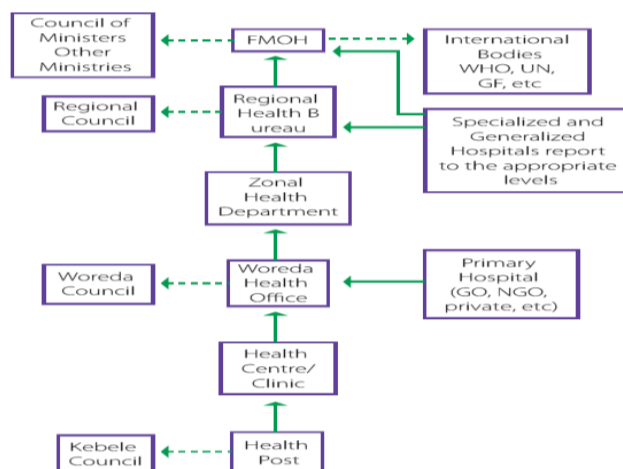 Council of
Ministers
Other
Ministries
FMOH
International
Bodies
WHO, UN,
GF, etc
Regional
Council
Regional
Health B
ureau
Specialized and
Generalized
Hospitals report
to the appropriate
levels
Zonal
Health
Department
Woreda
Council
Woreda
Health
Office
Primary
Hospital
(GO, NGO,
private, etc)
Health
Centre/
Clinic
Kebele
Council
Health
Post